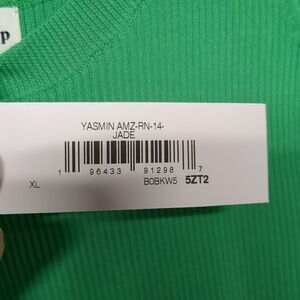 p
YASMIN AMZ-RN-14-
JADE
1 96433 91298 7
XL B0BKW5 5ZT2